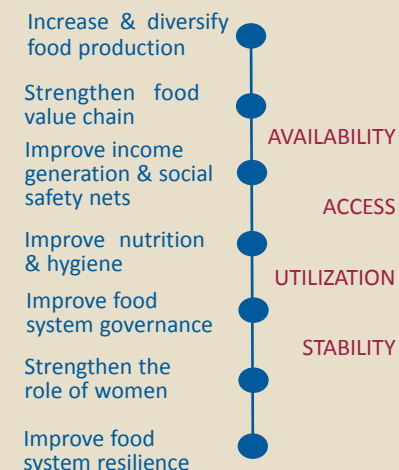 Increase & diversify
food production
Strengthen food
value chain
AVAILABILITY
Improve income
generation & social
safety nets
ACCESS
Improve nutrition
& hygiene
UTILIZATION
Improve food
system governance
STABILITY
Strengthen the
role of women
Improve food
system resilience